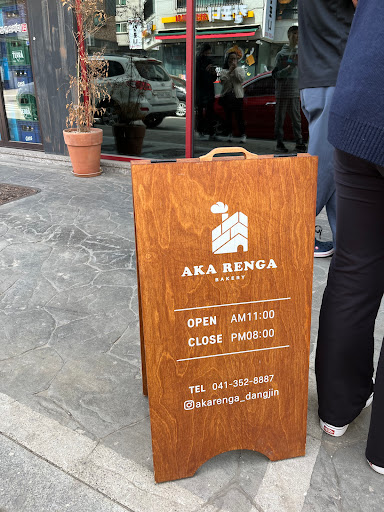 AKA RENGA
BAKERY
OPEN AM11:00
CLOSE PM08:00
TEL 041-352-8887
@akarenga_dangjin